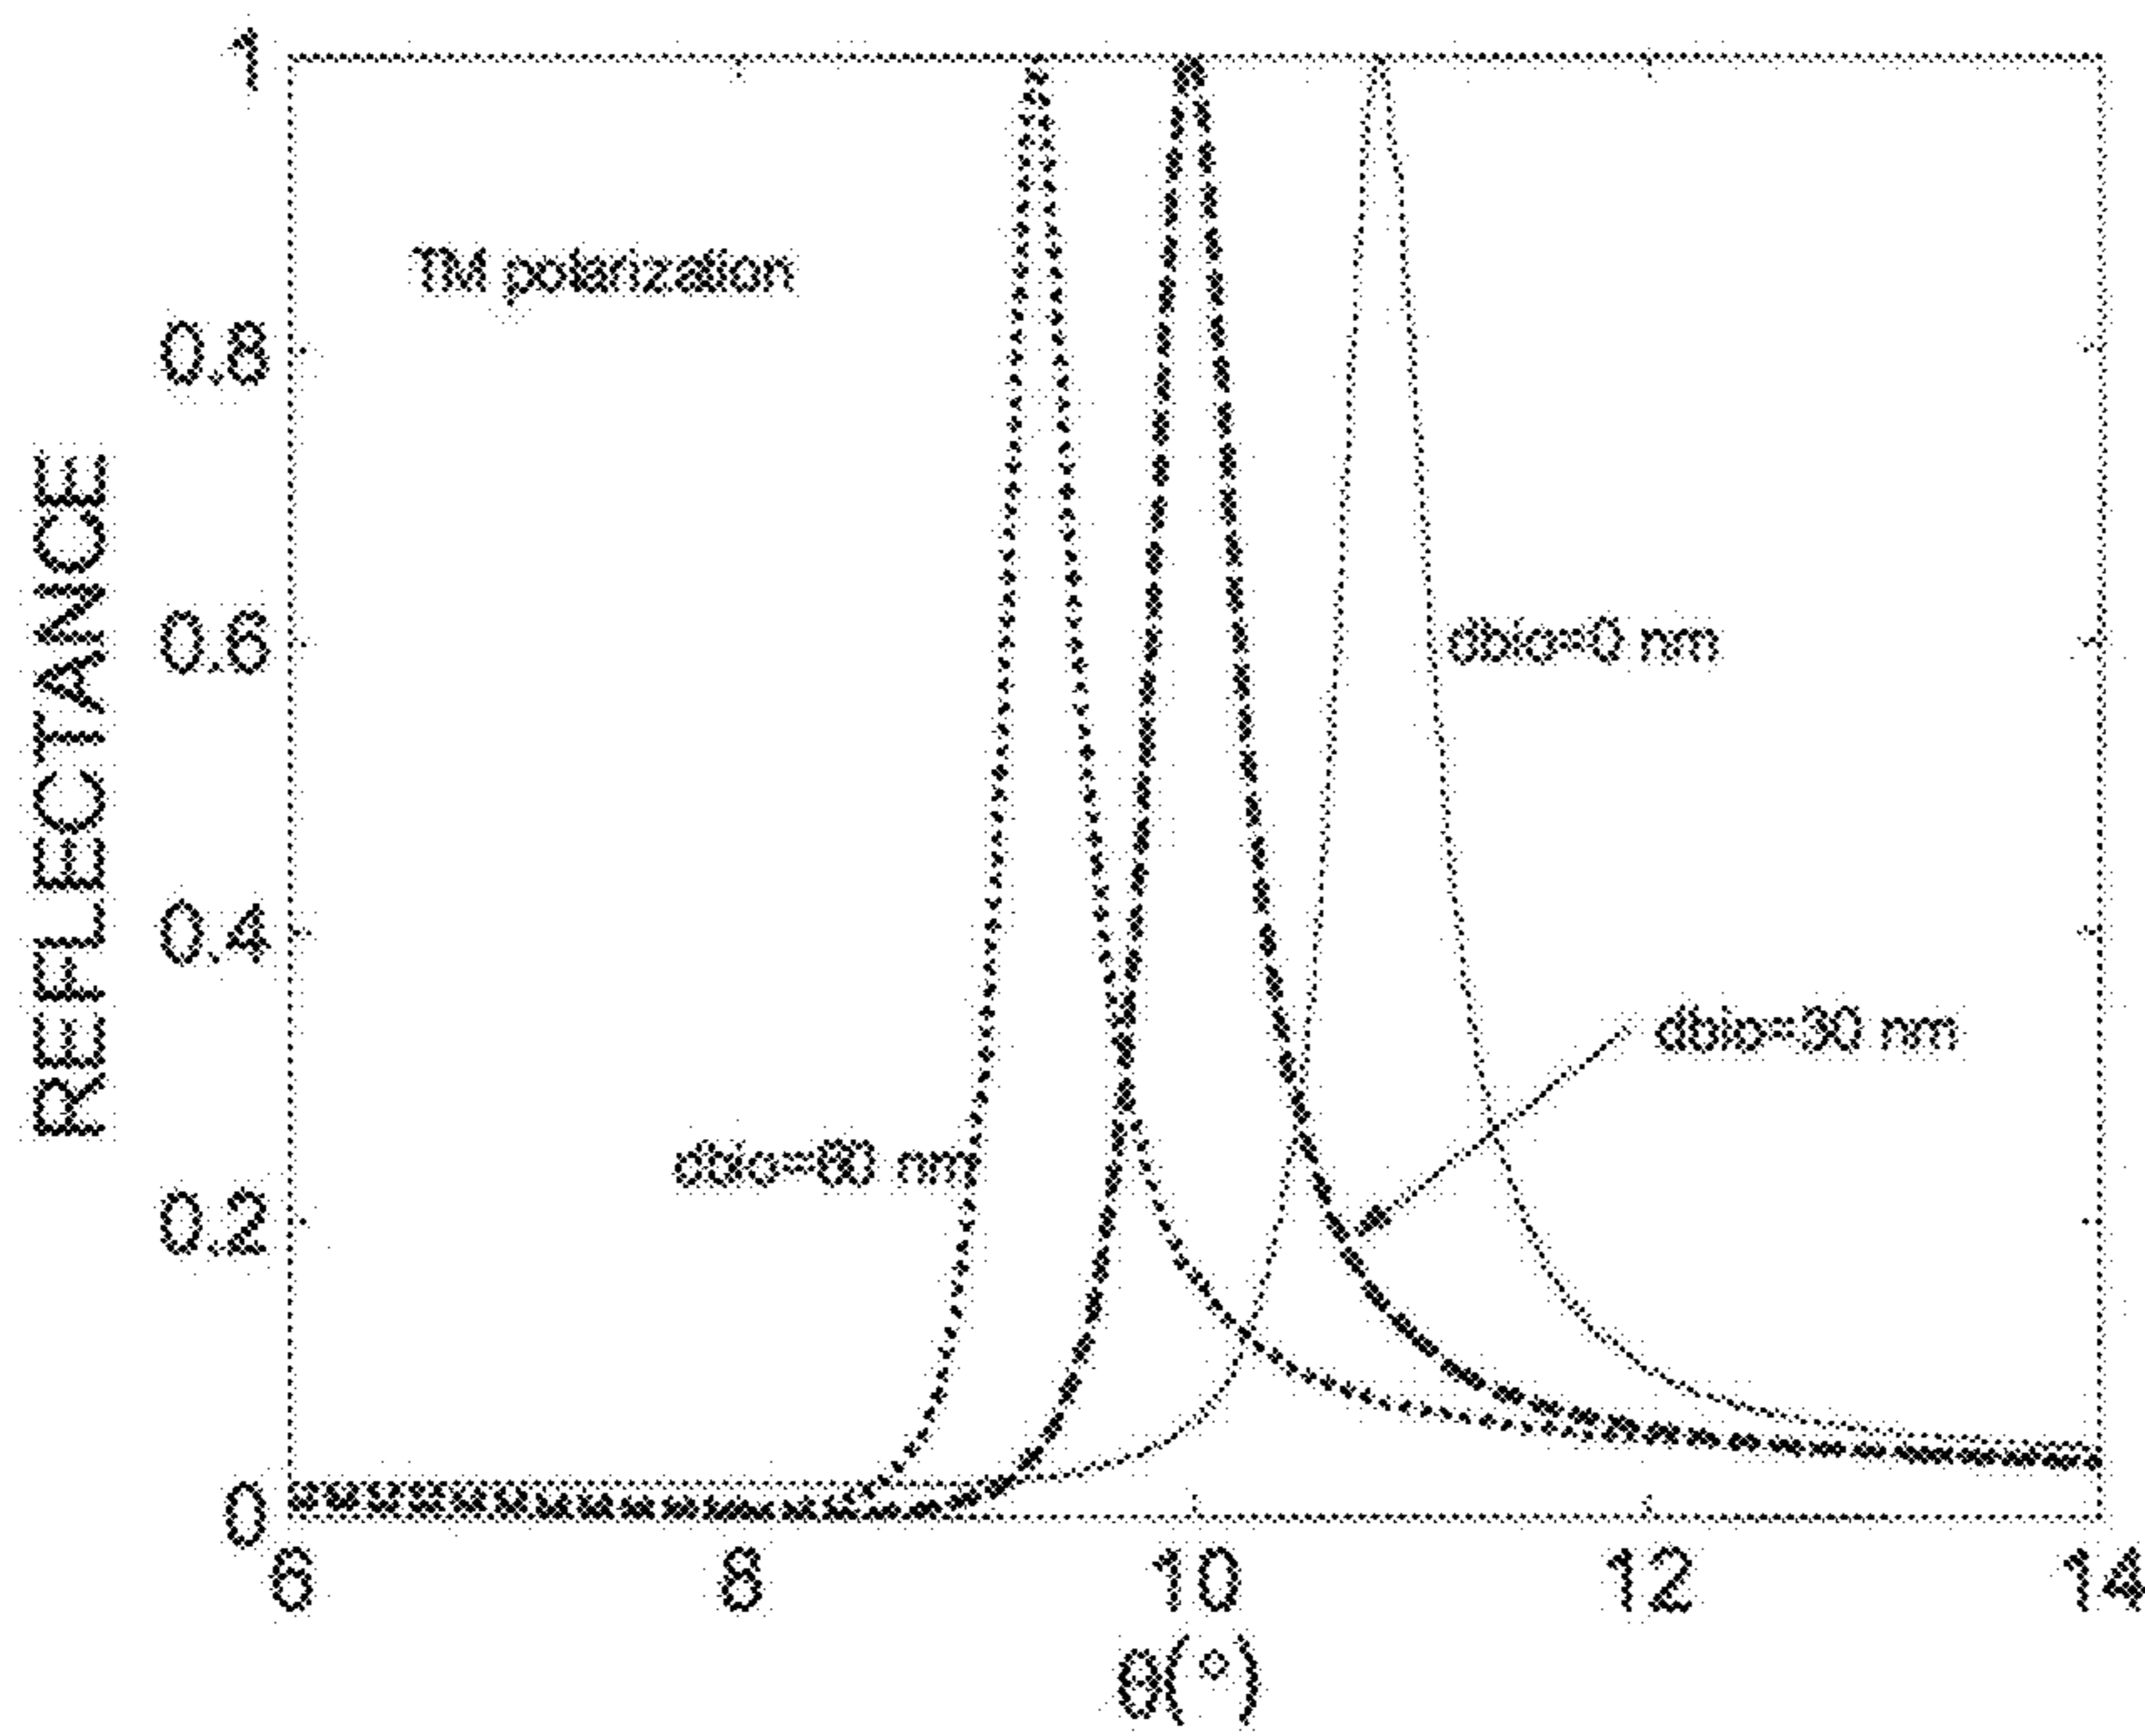 REFLECTANCE
1
0.8
0.6
0.4
0.2
0
TM polarization
dbio=0 nm
dbio=30 nm
nm
6
8
10
12
14
θ(°)